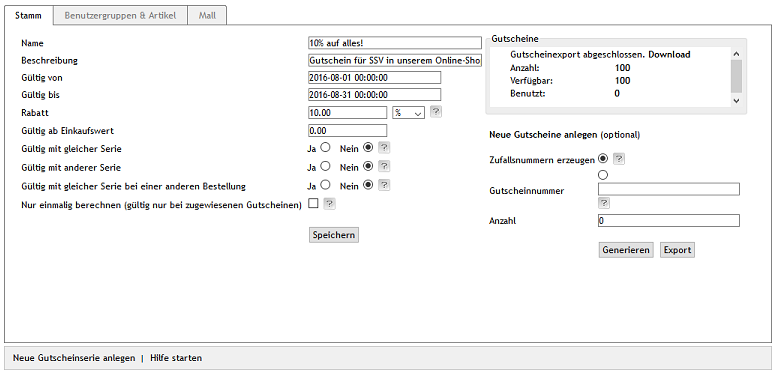 Stamm
Benutzergruppen & Artikel
Mall
Name
10% auf alles!
Beschreibung
Gutschein für SSV in unserem Online-Sho
Gültig von
2016-08-01 00:00:00
Gültig bis
2016-08-31 00:00:00
Rabatt
10.00
%
?
Gültig ab Einkaufswert
0.00
Gültig mit gleicher Serie
Ja
Nein
?
Gültig mit anderer Serie
Ja
Nein
?
Gültig mit gleicher Serie bei einer anderen Bestellung
Ja
Nein
?
Nur einmalig berechnen (gültig nur bei zugewiesenen Gutscheinen)
?
Speichern
Gutscheine
Gutscheinexport abgeschlossen. Download
Anzahl:
100
Verfügbar:
100
Benutzt:
0
Neue Gutscheine anlegen (optional)
Zufallsnummern erzeugen
?
Gutscheinnummer
?
Anzahl
0
Generieren
Export
Neue Gutscheinserie anlegen | Hilfe starten